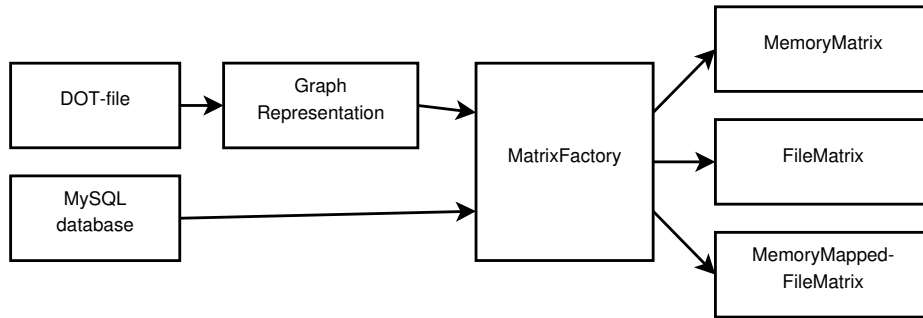 DOT-file
Graph
Representation
MySQL
database
MatrixFactory
MemoryMatrix
FileMatrix
MemoryMapped-
FileMatrix